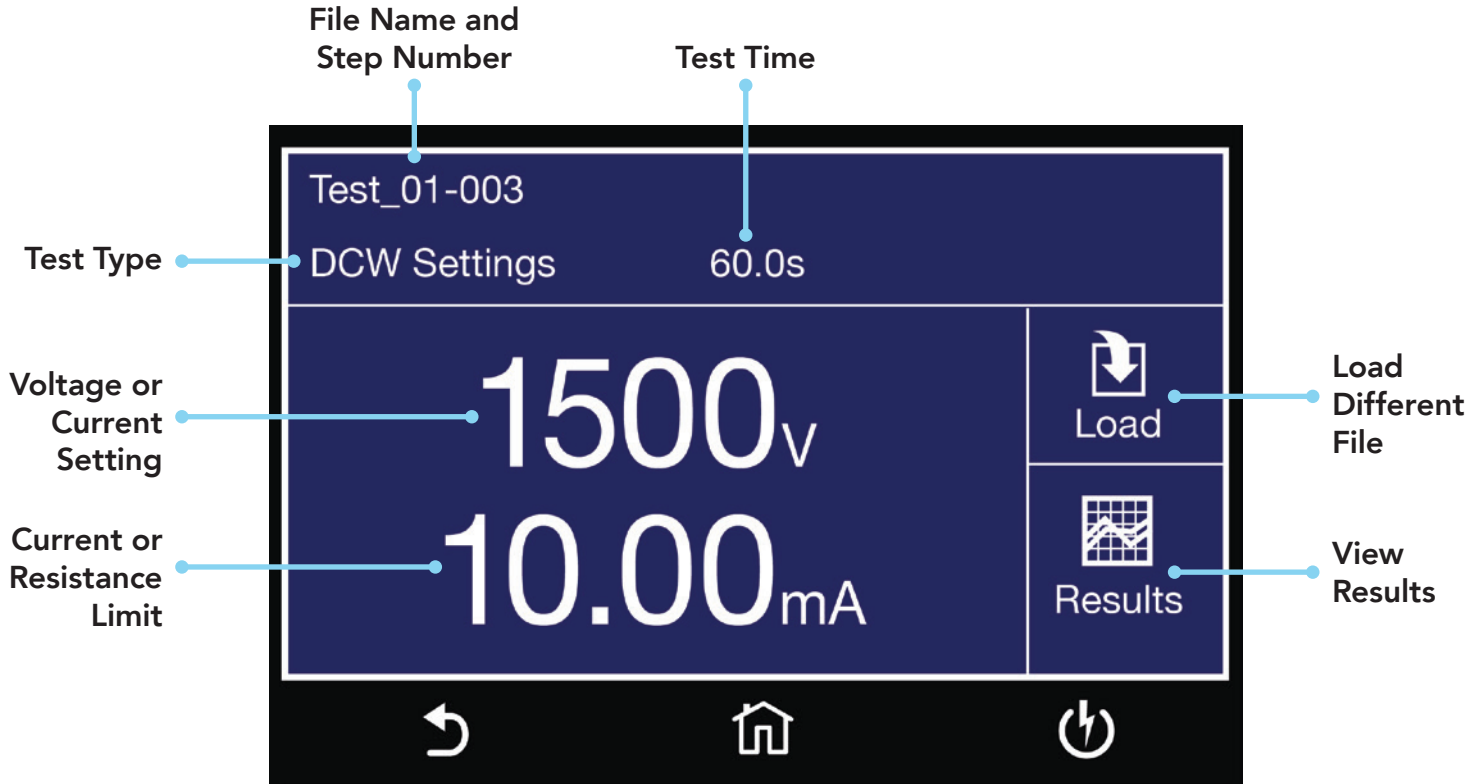 File Name and
Step Number
Test Time
Test_01-003
Test Type
DCW Settings
60.0s
Voltage or
Current
Setting
1500V
Load
Load
Different
File
Current or
Resistance
Limit
10.00mA
Results
View
Results